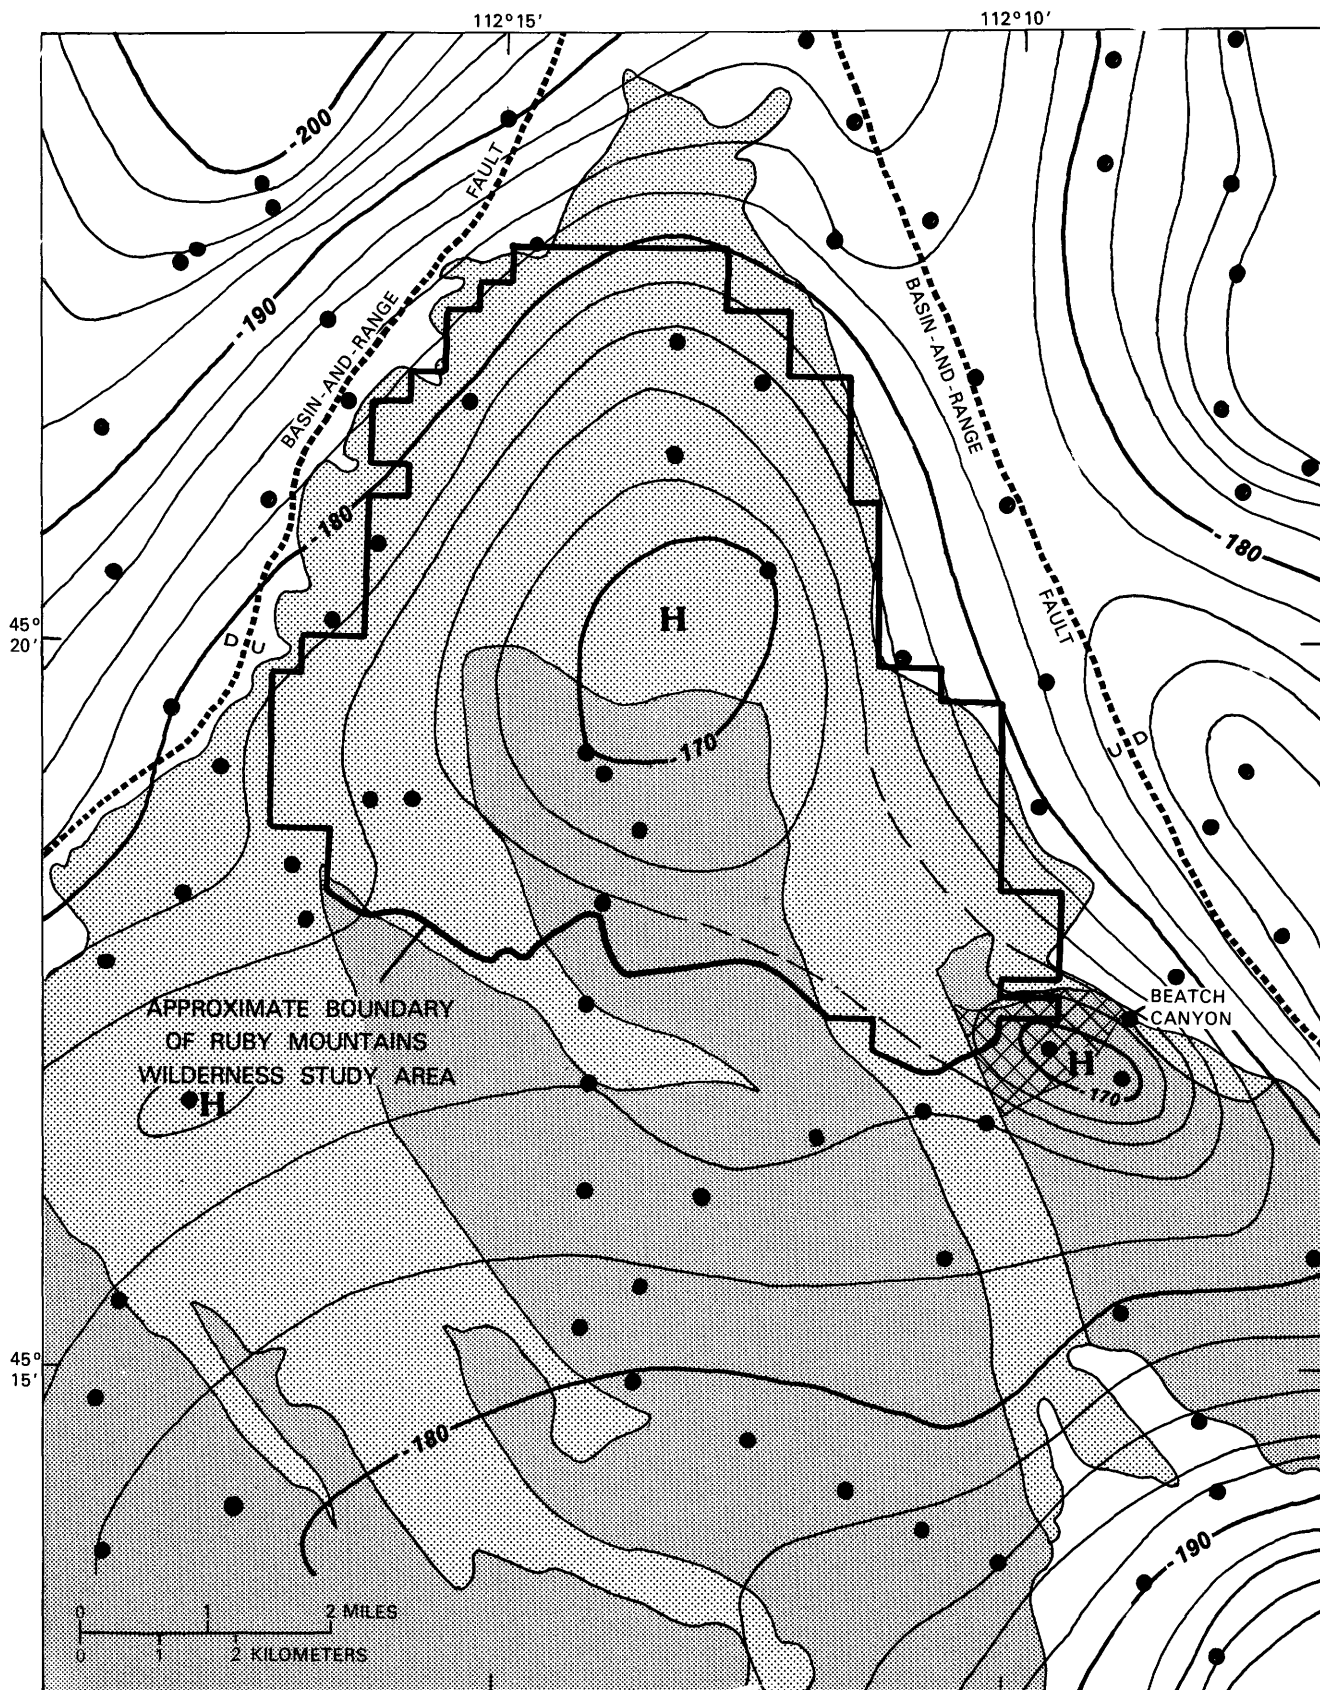 112°15'
112°10'
-200
FAULT
-190
BASIN-AND-RANGE
BASIN-AND-RANGE
-180
-180
H
45°
20'
D
U
FAULT
U
D
-170
BEATCH
CANYON
APPROXIMATE BOUNDARY
OF RUBY MOUNTAINS
WILDERNESS STUDY AREA
H
H
-170
45°
15'
-180
-190
0 1 2 MILES
0 1 2 KILOMETERS